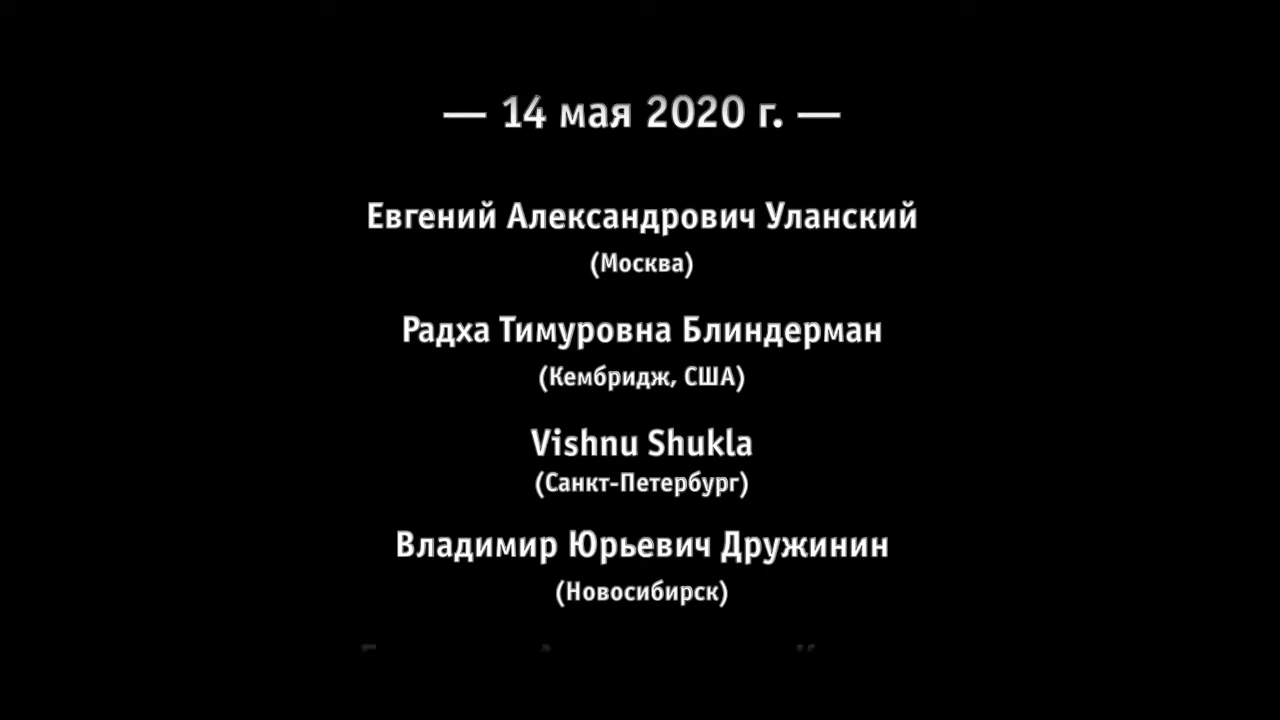 — 14 мая 2020 г. —
Евгений Александрович Уланский
(Москва)
Радха Тимуровна Блиндерман
(Кембридж, США)
Vishnu Shukla
(Санкт-Петербург)
Владимир Юрьевич Дружинин
(Новосибирск)